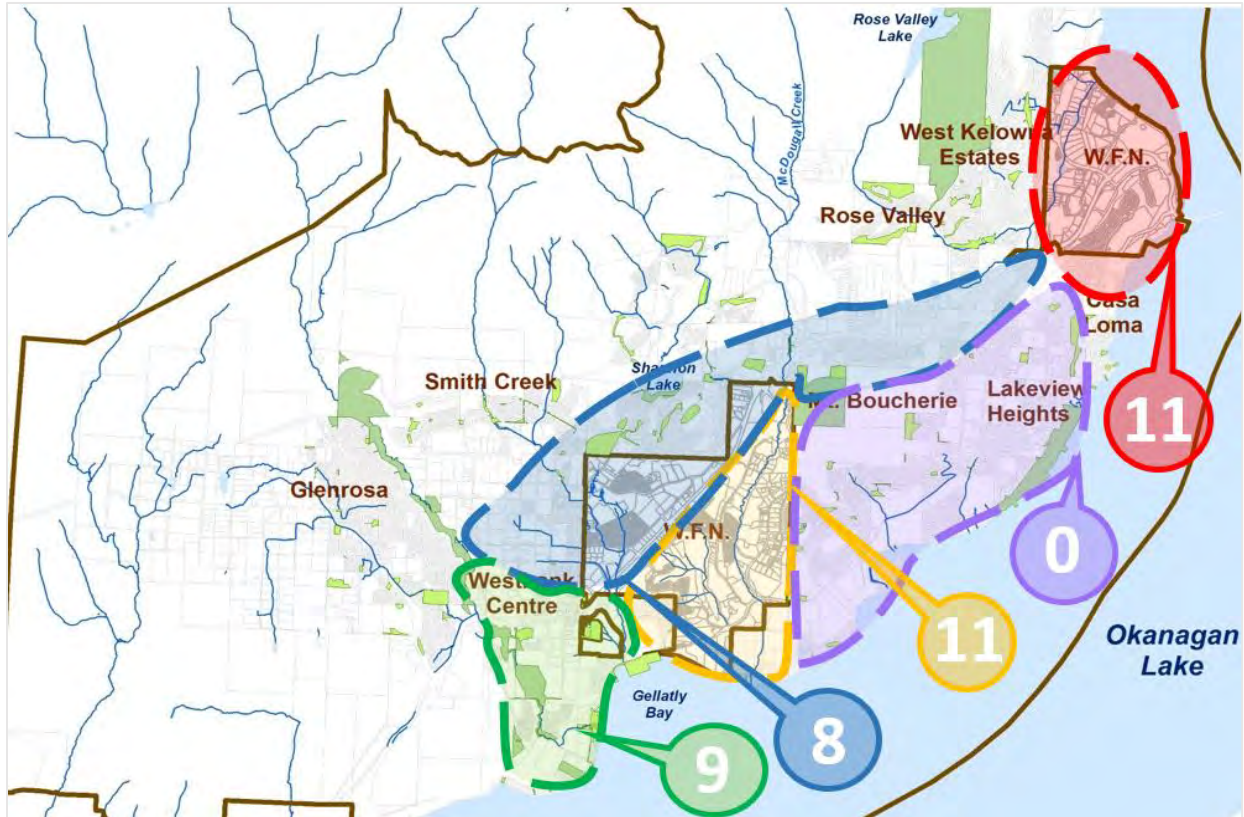 Rose Valley
Lake
McDougall Creek
West Kelowna
Estates
W.F.N.
Rose Valley
Casa
Loma
Shannon
Lake
Smith Creek
Mt. Boucherie
Lakeview
Heights
11
Glenrosa
W.F.N.
0
Westbank
Centre
11
Okanagan
Lake
Gellatly
Bay
8
9